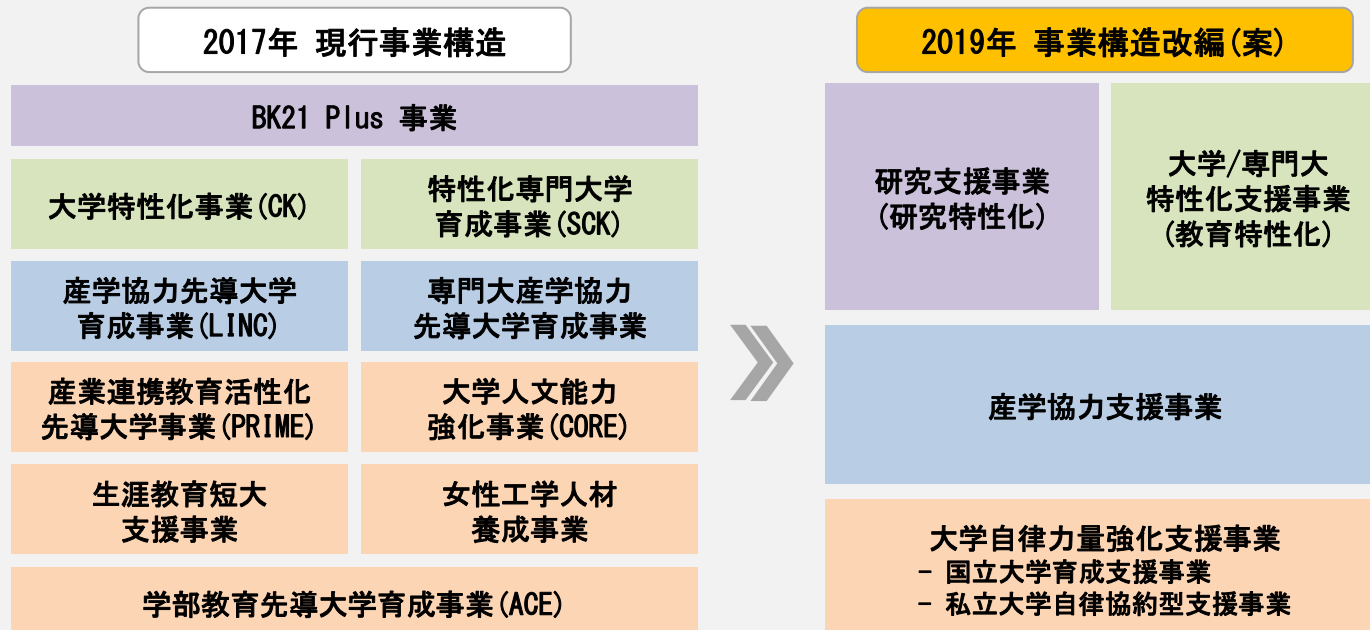 2017年 現行事業構造
BK21 Plus 事業
大学特性化事業(CK)
特性化専門大学
育成事業(SCK)
産学協力先導大学
育成事業(LINC)
専門大産学協力
先導大学育成事業
産業連携教育活性化
先導大学事業(PRIME)
大学人文能力
強化事業(CORE)
生涯教育短大
支援事業
女性工学人材
養成事業
学部教育先導大学育成事業(ACE)
2019年 事業構造改編(案)
研究支援事業
(研究特性化)
大学/専門大
特性化支援事業
(教育特性化)
産学協力支援事業
大学自律力量強化支援事業
- 国立大学育成支援事業
- 私立大学自律協約型支援事業